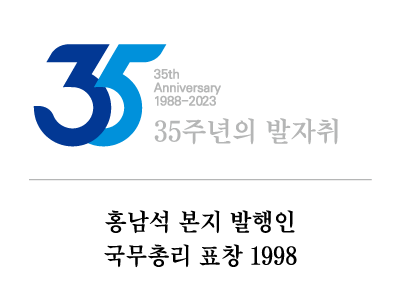 35
35th
Anniversary
1988-2023
35주년의 발자취
홍남석 본지 발행인
국무총리 표창 1998